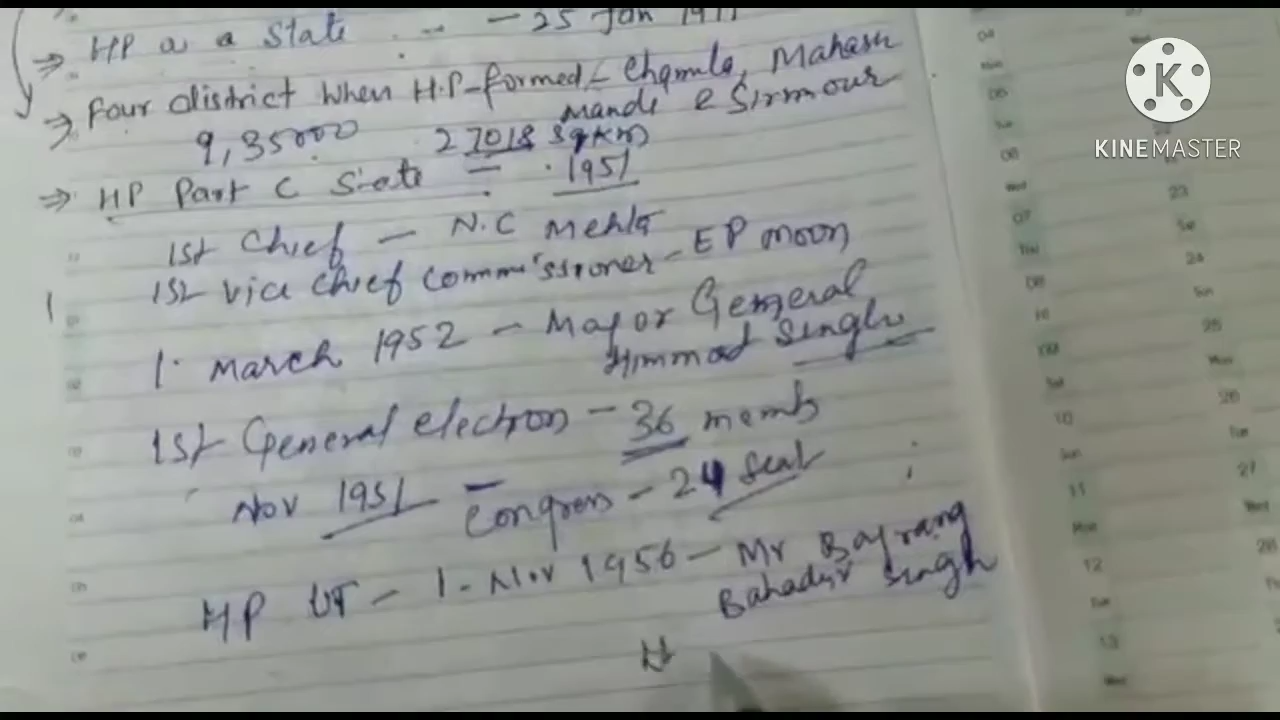 ⇒ HP as a State - - - 25 Jan 1971
⇒ Four district when H.P-formed - Chamba, Mahasu
Mandi & Sirmour
9,35000 27018 sqkm
⇒ HP Part C State - 1951
1st Chief - N.C Mehta
1st vice chief commissioner - EP moon
1. March 1952 - Major General
Himmat Singh
1st General election - 36 memb
Nov 1951 - Congress - 24 seat
HP UT - 1. Nov 1956 - Mr Bajrang
Bahadur Singh
H
KINEMASTER